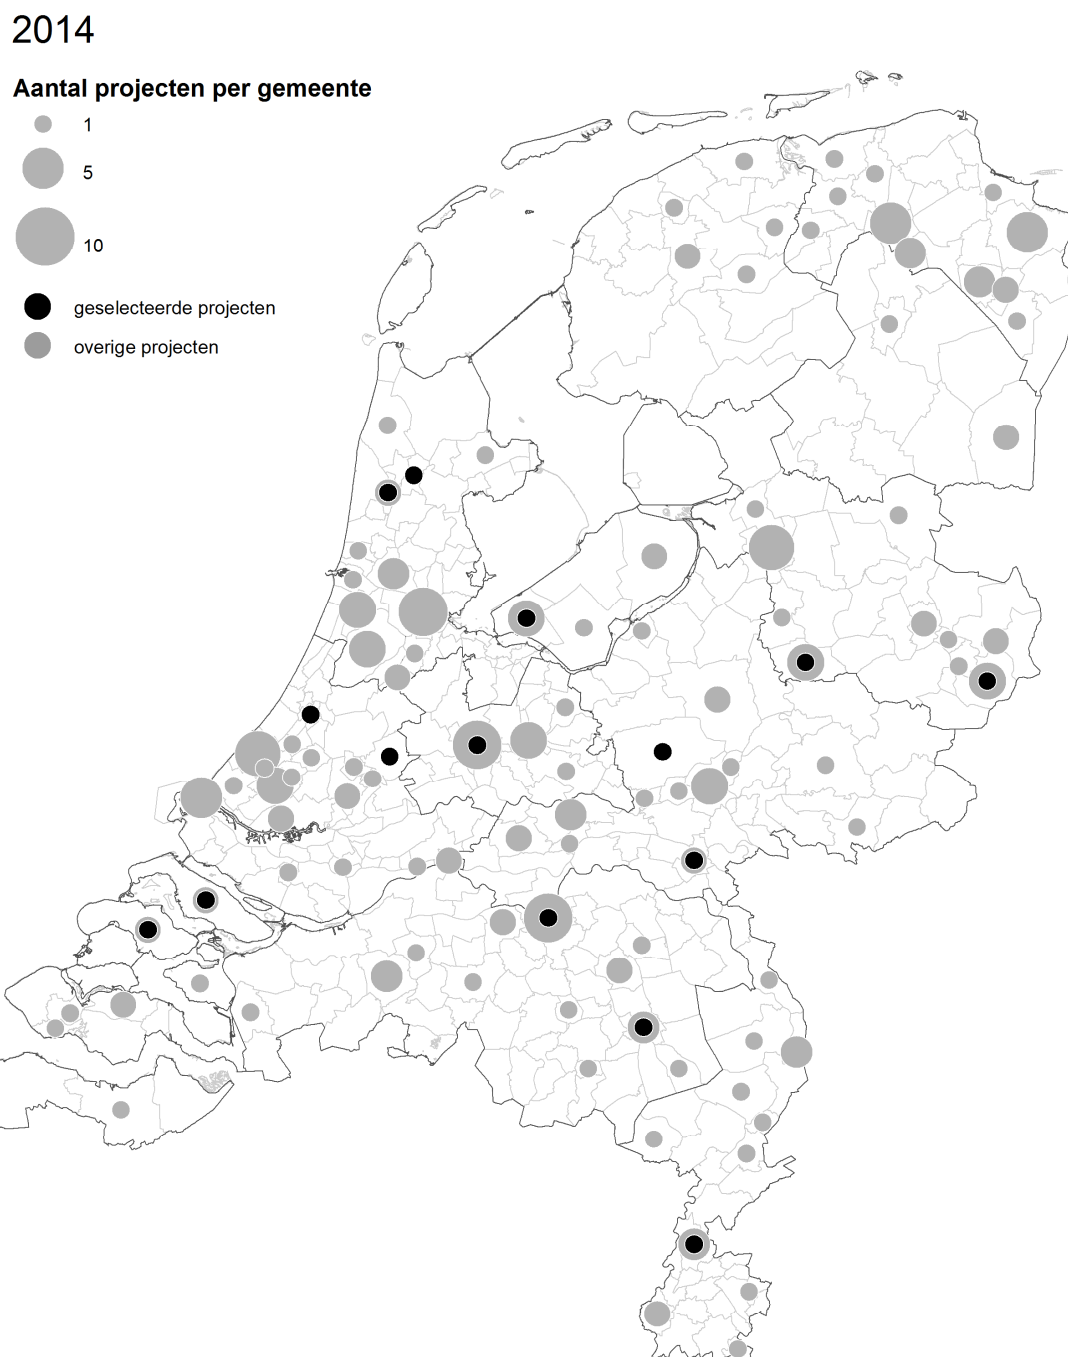 2014
Aantal projecten per gemeente
1
5
10
geselecteerde projecten
overige projecten